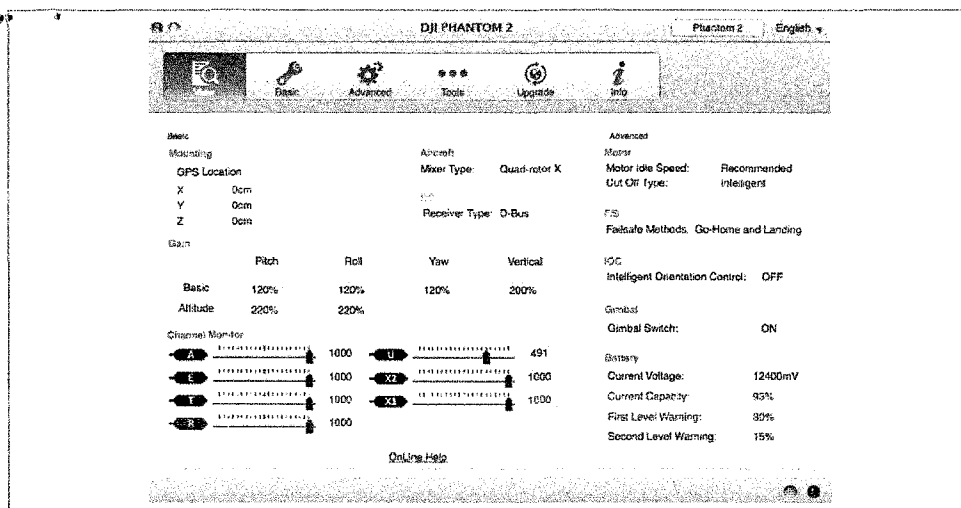 DJI PHANTOM 2
Phantom 2
English
Basic Advanced Tools Upgrade Info
Basic
Mounting
GPS Location
X 0cm
Y 0cm
Z 0cm
Aircraft
Mixer Type: Quad-rotor X
Receiver Type: D-Bus
Gain
Pitch Roll Yaw Vertical
Basic 120% 120% 120% 200%
Altitude 220% 220%
Channel Monitor
A 1000 U 491
E 1000 X2 1000
T 1000 X1 1000
R 1000
Advanced
Motor
Motor Idle Speed: Recommended
Cut Off Type: Intelligent
F/S
Failsafe Methods. Go-Home and Landing
IOC
Intelligent Orientation Control: OFF
Gimbal
Gimbal Switch: ON
Battery
Current Voltage: 12400mV
Current Capacity: 93%
First Level Warning: 30%
Second Level Warning: 15%
OnLine Help